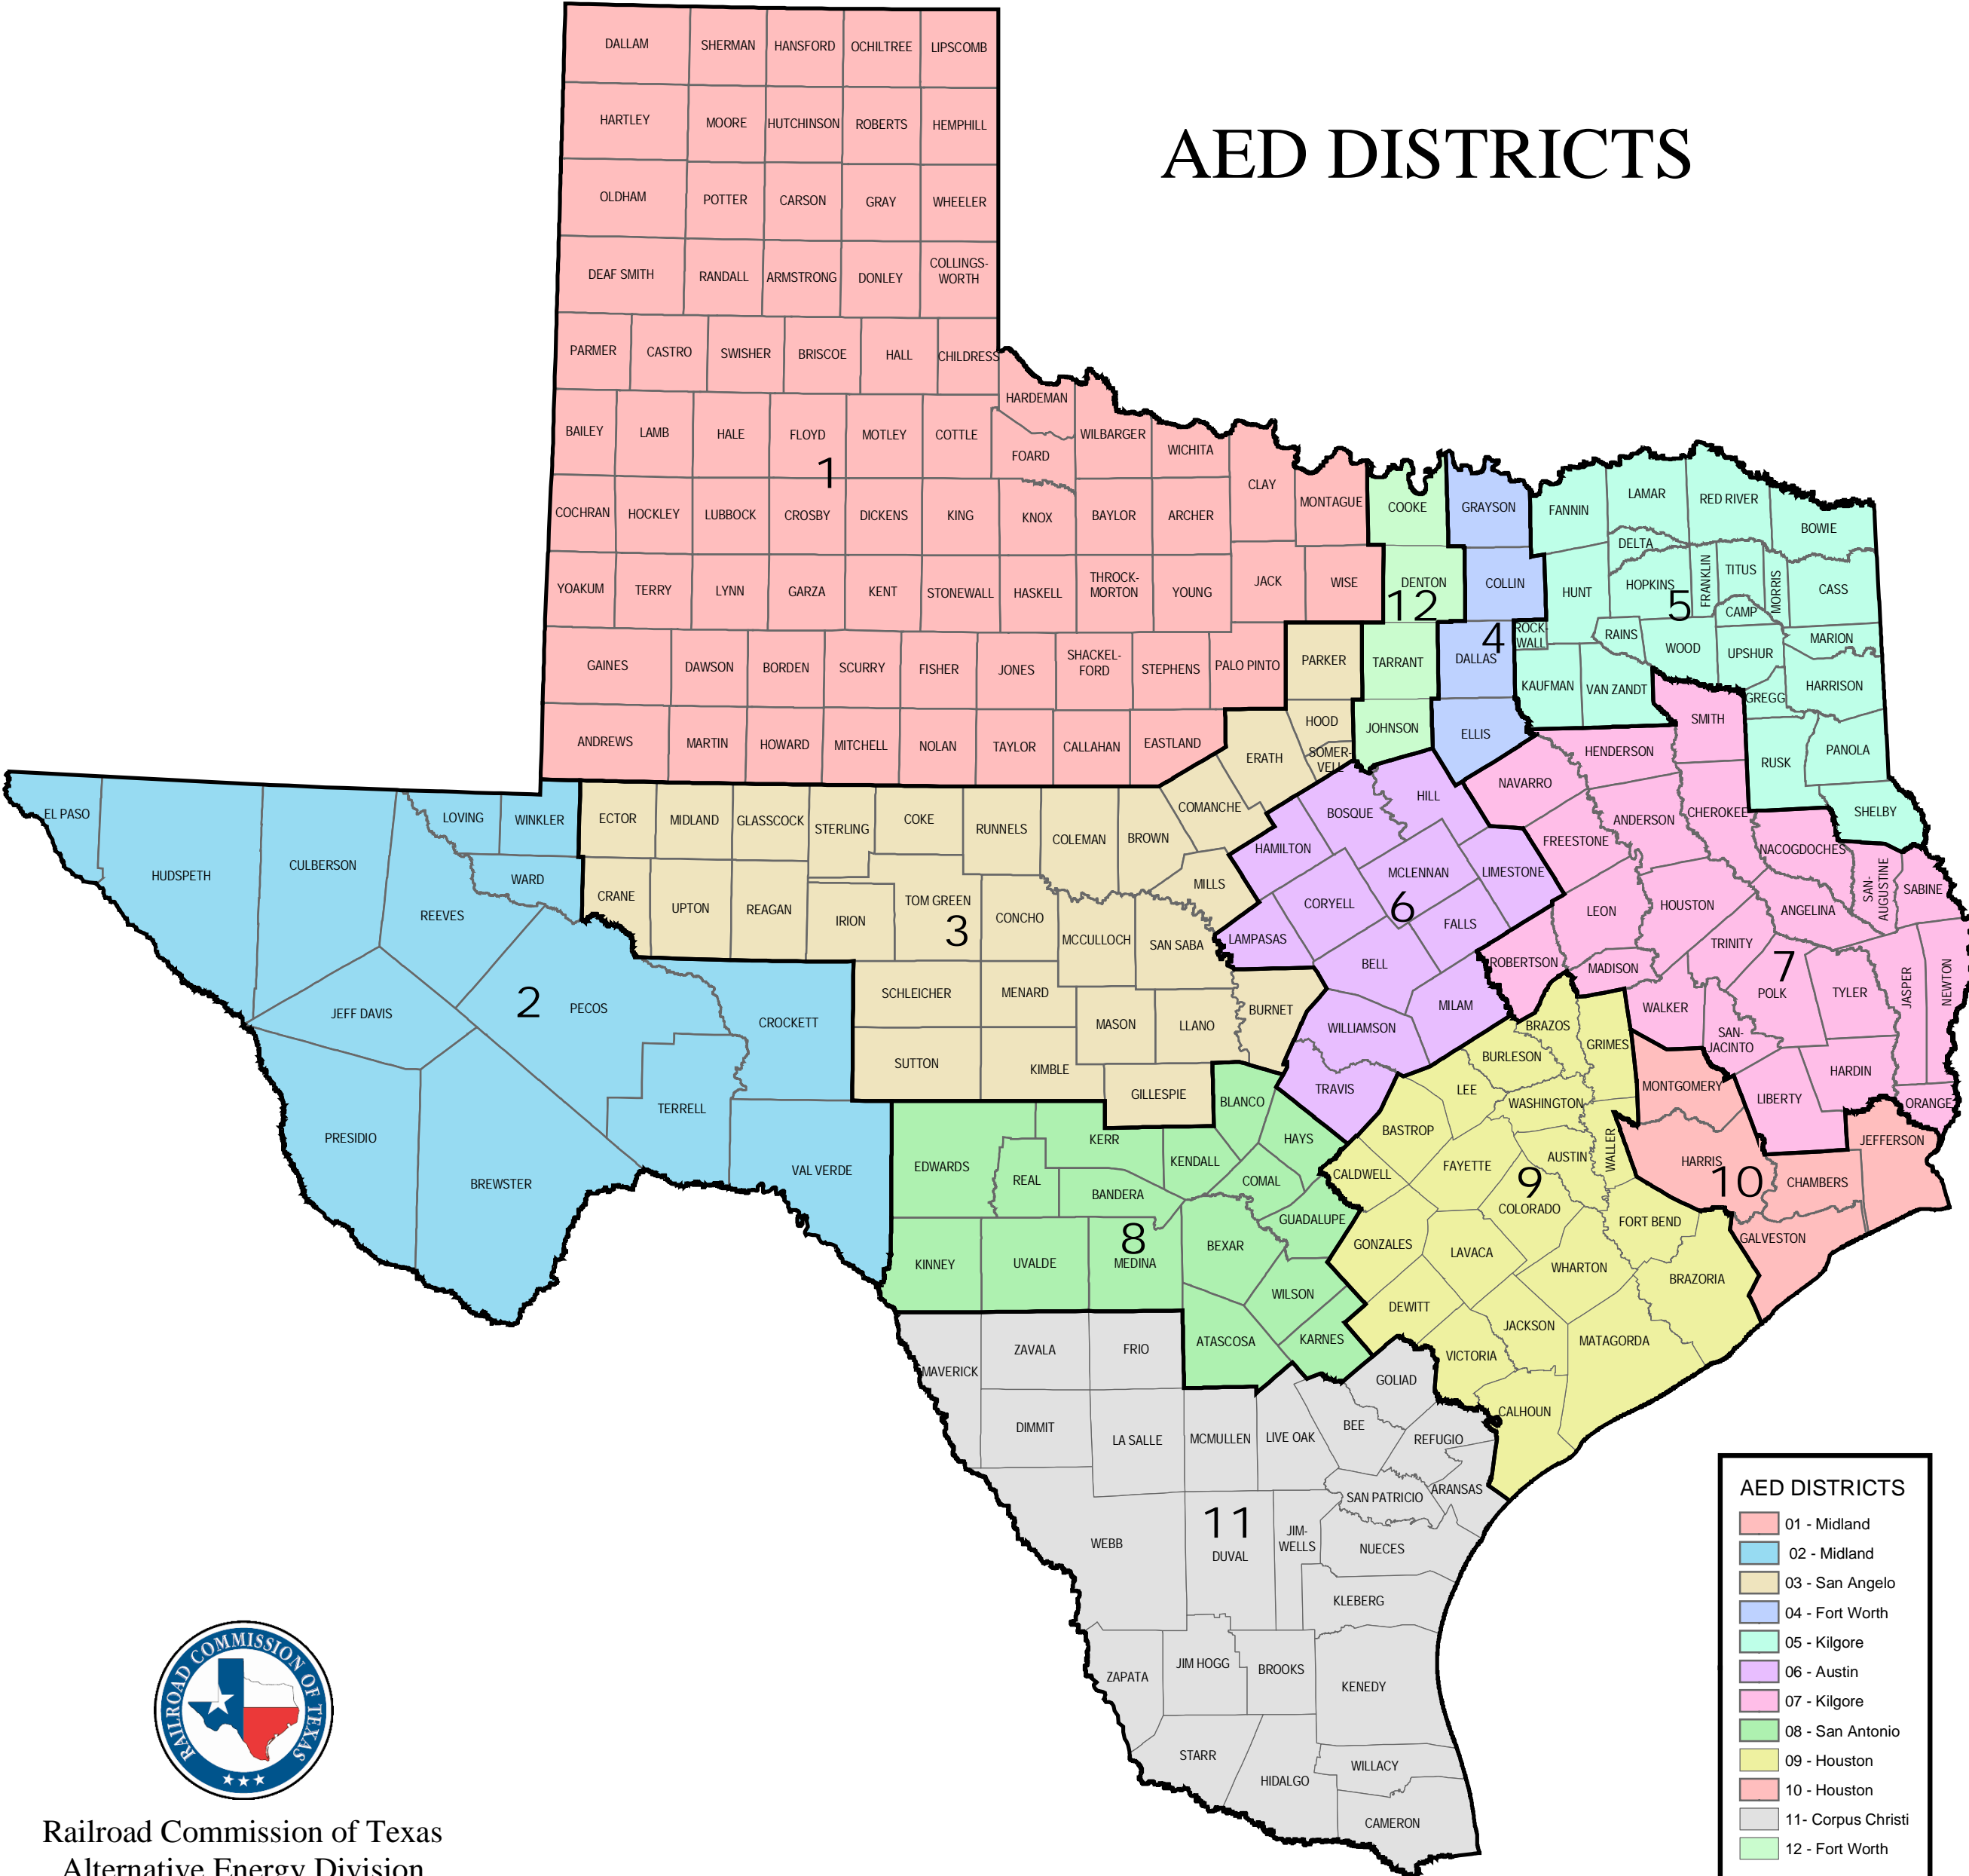 AED DISTRICTS
DALLAM SHERMAN HANSFORD OCHILTREE LIPSCOMB
HARTLEY MOORE HUTCHINSON ROBERTS HEMPHILL
OLDHAM POTTER CARSON GRAY WHEELER
DEAF SMITH RANDALL ARMSTRONG DONLEY COLLINGS-
WORTH
PARMER CASTRO SWISHER BRISCOE HALL CHILDRESS
HARDEMAN
BAILEY LAMB HALE FLOYD MOTLEY COTTLE FOARD WILBARGER WICHITA
1
CLAY MONTAGUE COOKE GRAYSON FANNIN LAMAR RED RIVER BOWIE
COCHRAN HOCKLEY LUBBOCK CROSBY DICKENS KING KNOX BAYLOR ARCHER
DELTA HOPKINS FRANKLIN TITUS MORRIS CASS
YOAKUM TERRY LYNN GARZA KENT STONEWALL HASKELL THROCK-
MORTON YOUNG JACK WISE DENTON COLLIN HUNT CAMP
12 4 5
ROCK-
WALL RAINS WOOD UPSHUR MARION
GAINES DAWSON BORDEN SCURRY FISHER JONES SHACKEL-
FORD STEPHENS PALO PINTO PARKER TARRANT DALLAS KAUFMAN VAN ZANDT GREGG HARRISON
SMITH
ANDREWS MARTIN HOWARD MITCHELL NOLAN TAYLOR CALLAHAN EASTLAND ERATH HOOD JOHNSON ELLIS HENDERSON RUSK PANOLA
SOMER-
VELL
EL PASO HUDSPETH CULBERSON LOVING WINKLER ECTOR MIDLAND GLASSCOCK STERLING COKE RUNNELS COLEMAN BROWN COMANCHE BOSQUE HILL NAVARRO ANDERSON CHEROKEE SHELBY
WARD HAMILTON FREESTONE NACOGDOCHES
REEVES CRANE UPTON REAGAN IRION TOM GREEN CONCHO MILLS MCLENNAN LIMESTONE SAN-
AUGUSTINE SABINE
3 MCCULLOCH SAN SABA LAMPASAS CORYELL 6 FALLS LEON HOUSTON ANGELINA
BELL ROBERTSON MADISON TRINITY 7
JEFF DAVIS 2 PECOS CROCKETT SCHLEICHER MENARD MASON LLANO BURNET WILLIAMSON MILAM WALKER POLK TYLER JASPER NEWTON
BRAZOS GRIMES SAN-
JACINTO
SUTTON KIMBLE BURLESON HARDIN
PRESIDIO TERRELL GILLESPIE BLANCO TRAVIS LEE WASHINGTON MONTGOMERY LIBERTY ORANGE
BREWSTER VAL VERDE EDWARDS KERR KENDALL HAYS BASTROP AUSTIN WALLER HARRIS JEFFERSON
REAL BANDERA COMAL CALDWELL FAYETTE 9 10 CHAMBERS
GUADALUPE COLORADO FORT BEND
KINNEY UVALDE 8 MEDINA BEXAR GONZALES LAVACA WHARTON GALVESTON
WILSON DEWITT BRAZORIA
ATASCOSA KARNES JACKSON MATAGORDA
MAVERICK ZAVALA FRIO VICTORIA
GOLIAD CALHOUN
DIMMIT LA SALLE MCMULLEN LIVE OAK BEE REFUGIO
SAN PATRICIO ARANSAS
WEBB 11 DUVAL JIM-
WELLS NUECES
KLEBERG
ZAPATA JIM HOGG BROOKS KENEDY
STARR HIDALGO WILLACY
CAMERON
AED DISTRICTS
01 - Midland
02 - Midland
03 - San Angelo
04 - Fort Worth
05 - Kilgore
06 - Austin
07 - Kilgore
08 - San Antonio
09 - Houston
10 - Houston
11- Corpus Christi
12 - Fort Worth
RAILROAD COMMISSION OF TEXAS
Railroad Commission of Texas
Alternative Energy Division